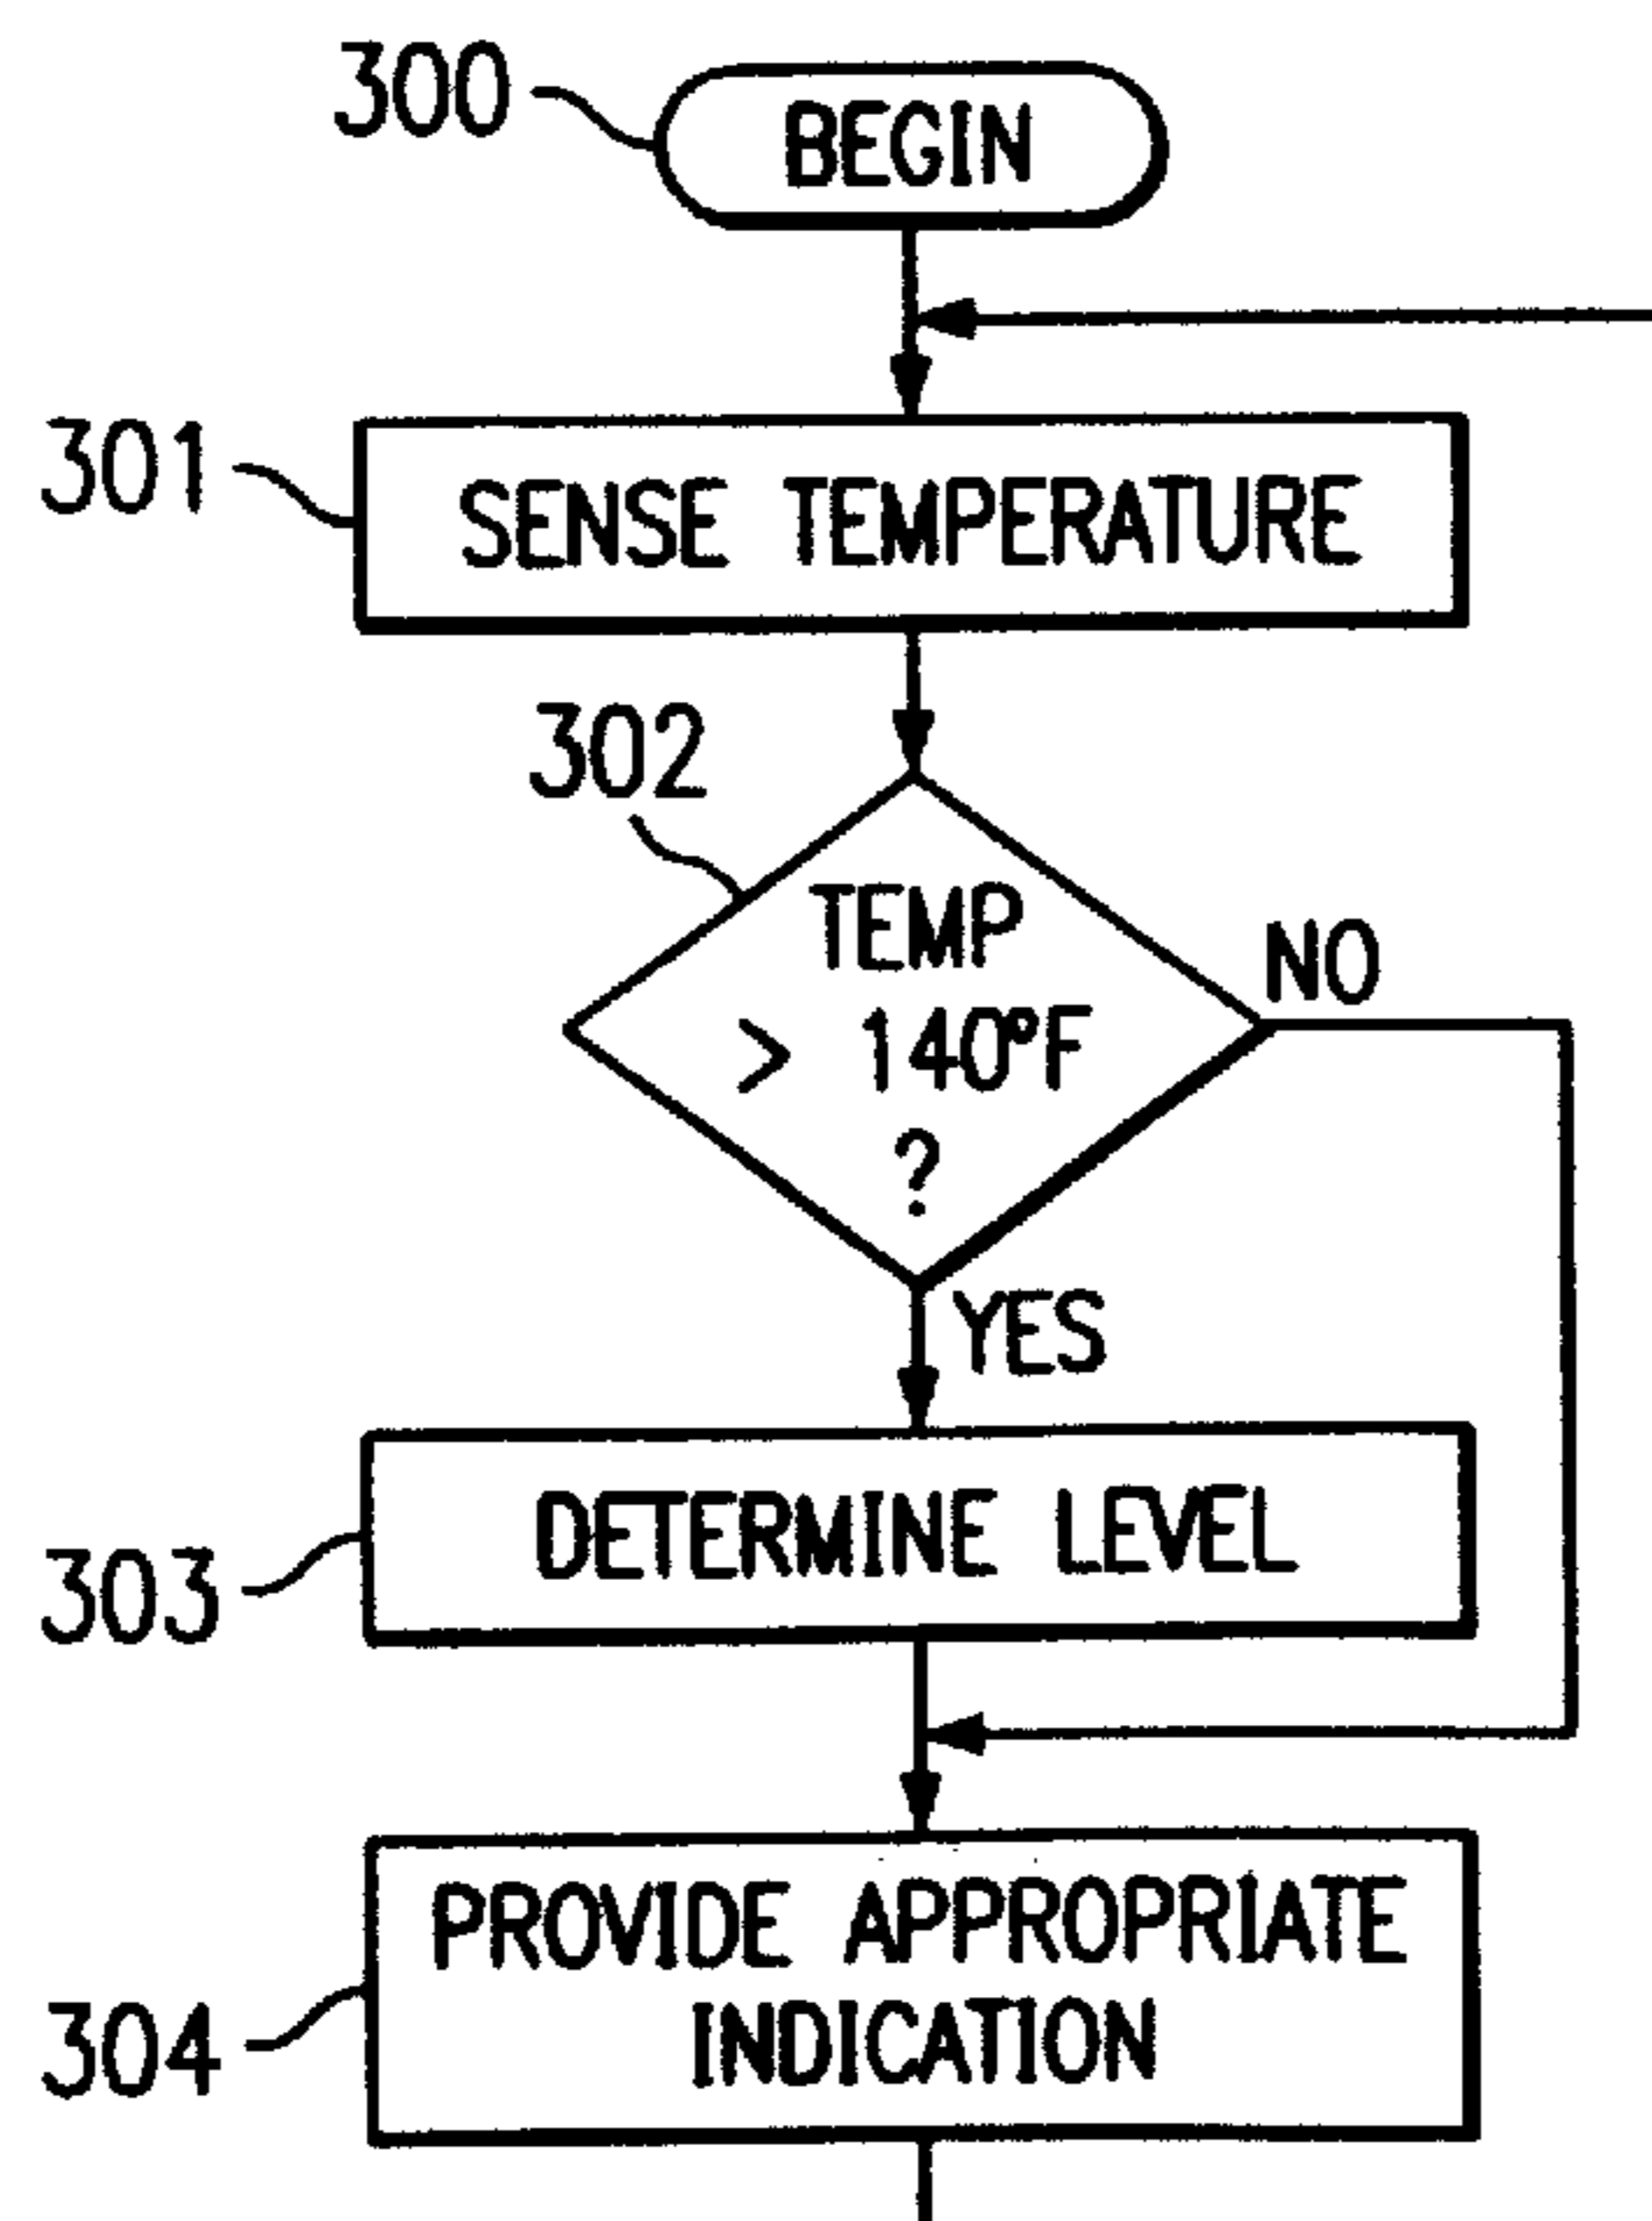 300
BEGIN
301
SENSE TEMPERATURE
302
TEMP
> 140°F
?
NO
YES
303
DETERMINE LEVEL
304
PROVIDE APPROPRIATE
INDICATION